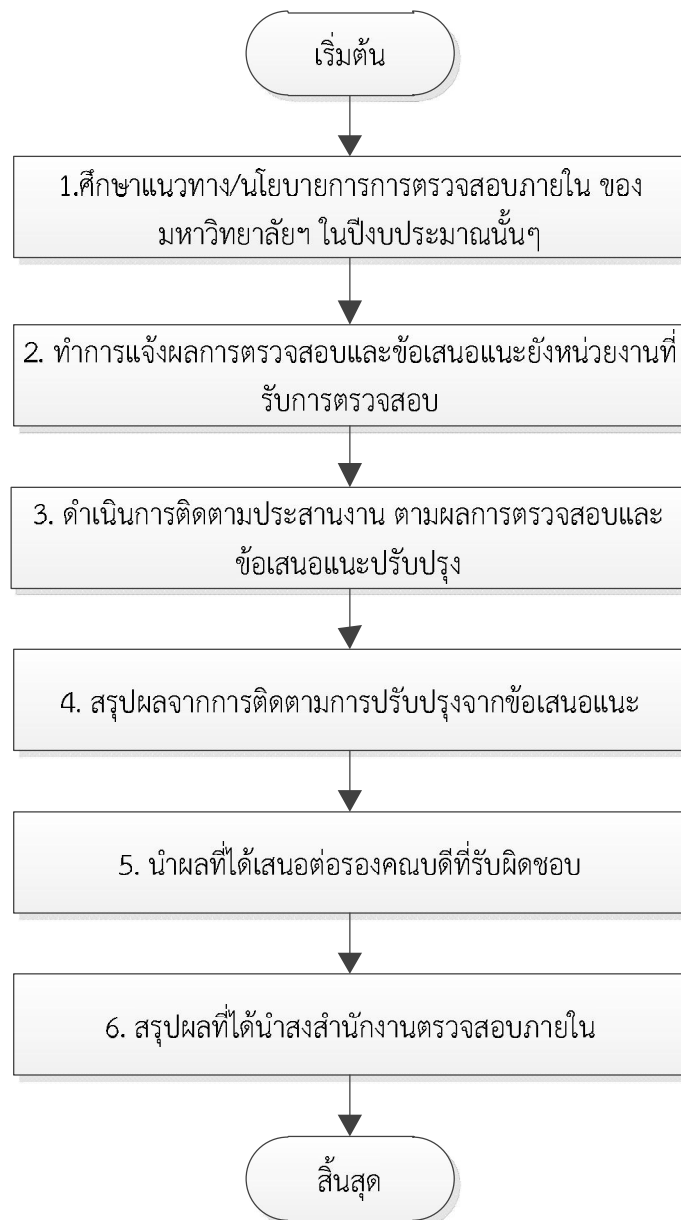 เริ่มต้น
1.ศึกษาแนวทาง/นโยบายการการตรวจสอบภายใน ของ
มหาวิทยาลัยฯ ในปีงบประมาณนั้นๆ
2. ทำการแจ้งผลการตรวจสอบและข้อเสนอแนะยังหน่วยงานที่
รับการตรวจสอบ
3. ดำเนินการติดตามประสานงาน ตามผลการตรวจสอบและ
ข้อเสนอแนะปรับปรุง
4. สรุปผลจากการติดตามการปรับปรุงจากข้อเสนอแนะ
5. นำผลที่ได้เสนอต่อรองคณบดีที่รับผิดชอบ
6. สรุปผลที่ได้นำสงสำนักงานตรวจสอบภายใน
สิ้นสุด